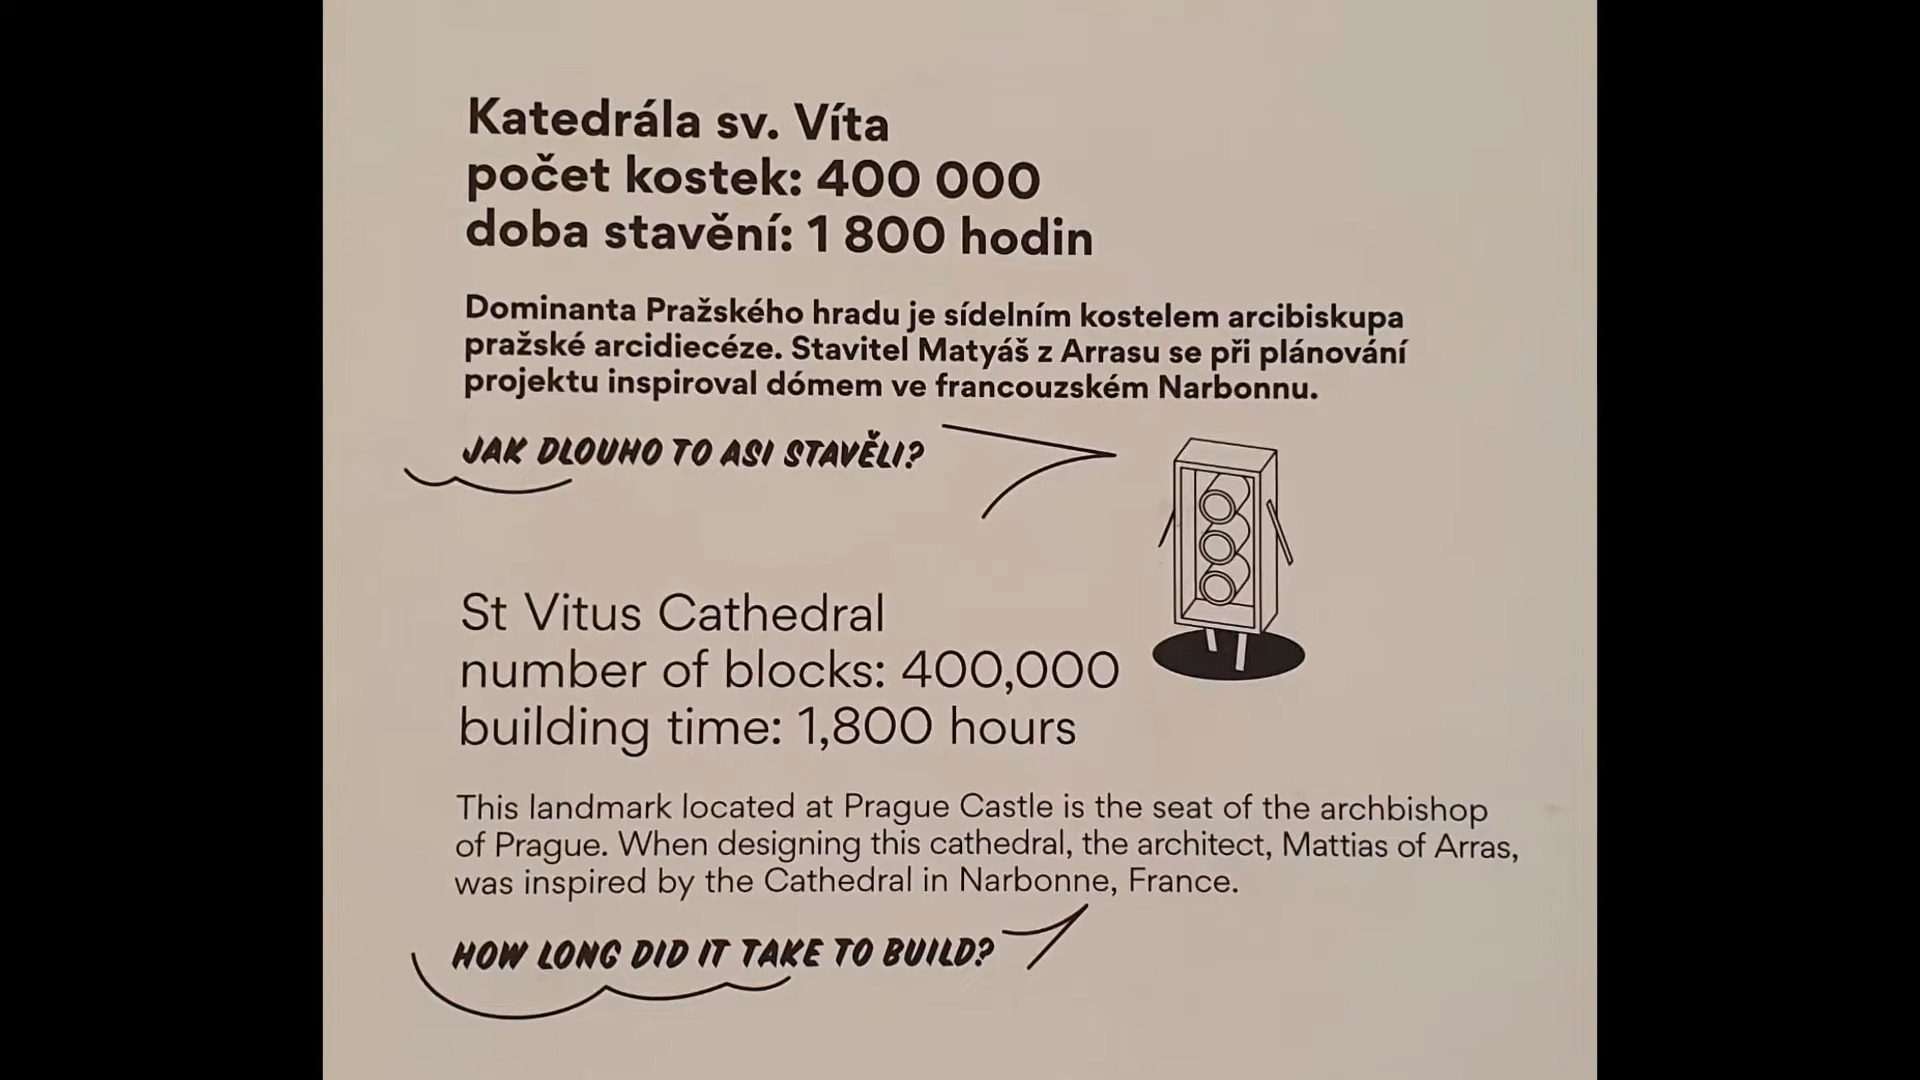 Katedrála sv. Víta
počet kostek: 400 000
doba stavění: 1 800 hodin
Dominanta Pražského hradu je sídelním kostelem arcibiskupa
pražské arcidiecéze. Stavitel Matyáš z Arrasu se při plánování
projektu inspiroval dómem ve francouzském Narbonnu.
JAK DLOUHO TO ASI STAVĚLI?
St Vitus Cathedral
number of blocks: 400,000
building time: 1,800 hours
This landmark located at Prague Castle is the seat of the archbishop
of Prague. When designing this cathedral, the architect, Mattias of Arras,
was inspired by the Cathedral in Narbonne, France.
HOW LONG DID IT TAKE TO BUILD?